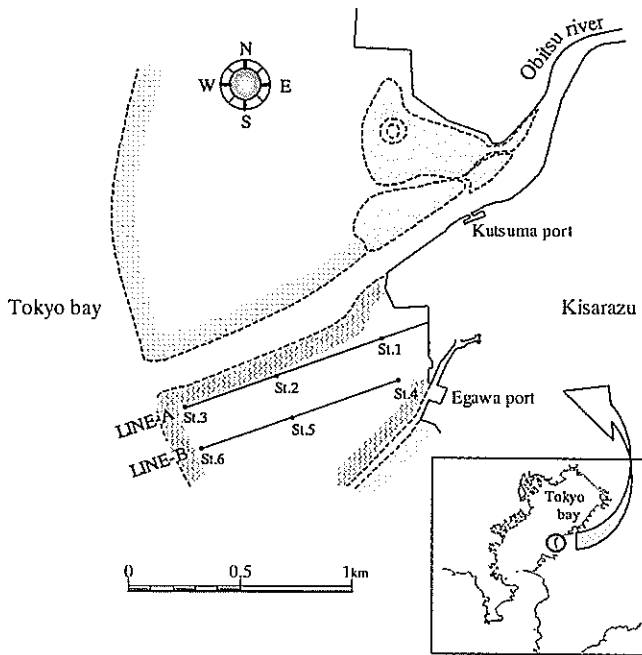 N
W E
S
Obitsu river
Kutsuma port
Tokyo bay
Kisarazu
St.1
St.2
St.3
LINE-A
St.4
Egawa port
St.5
LINE-B
St.6
Tokyo
bay
0 0.5 1km